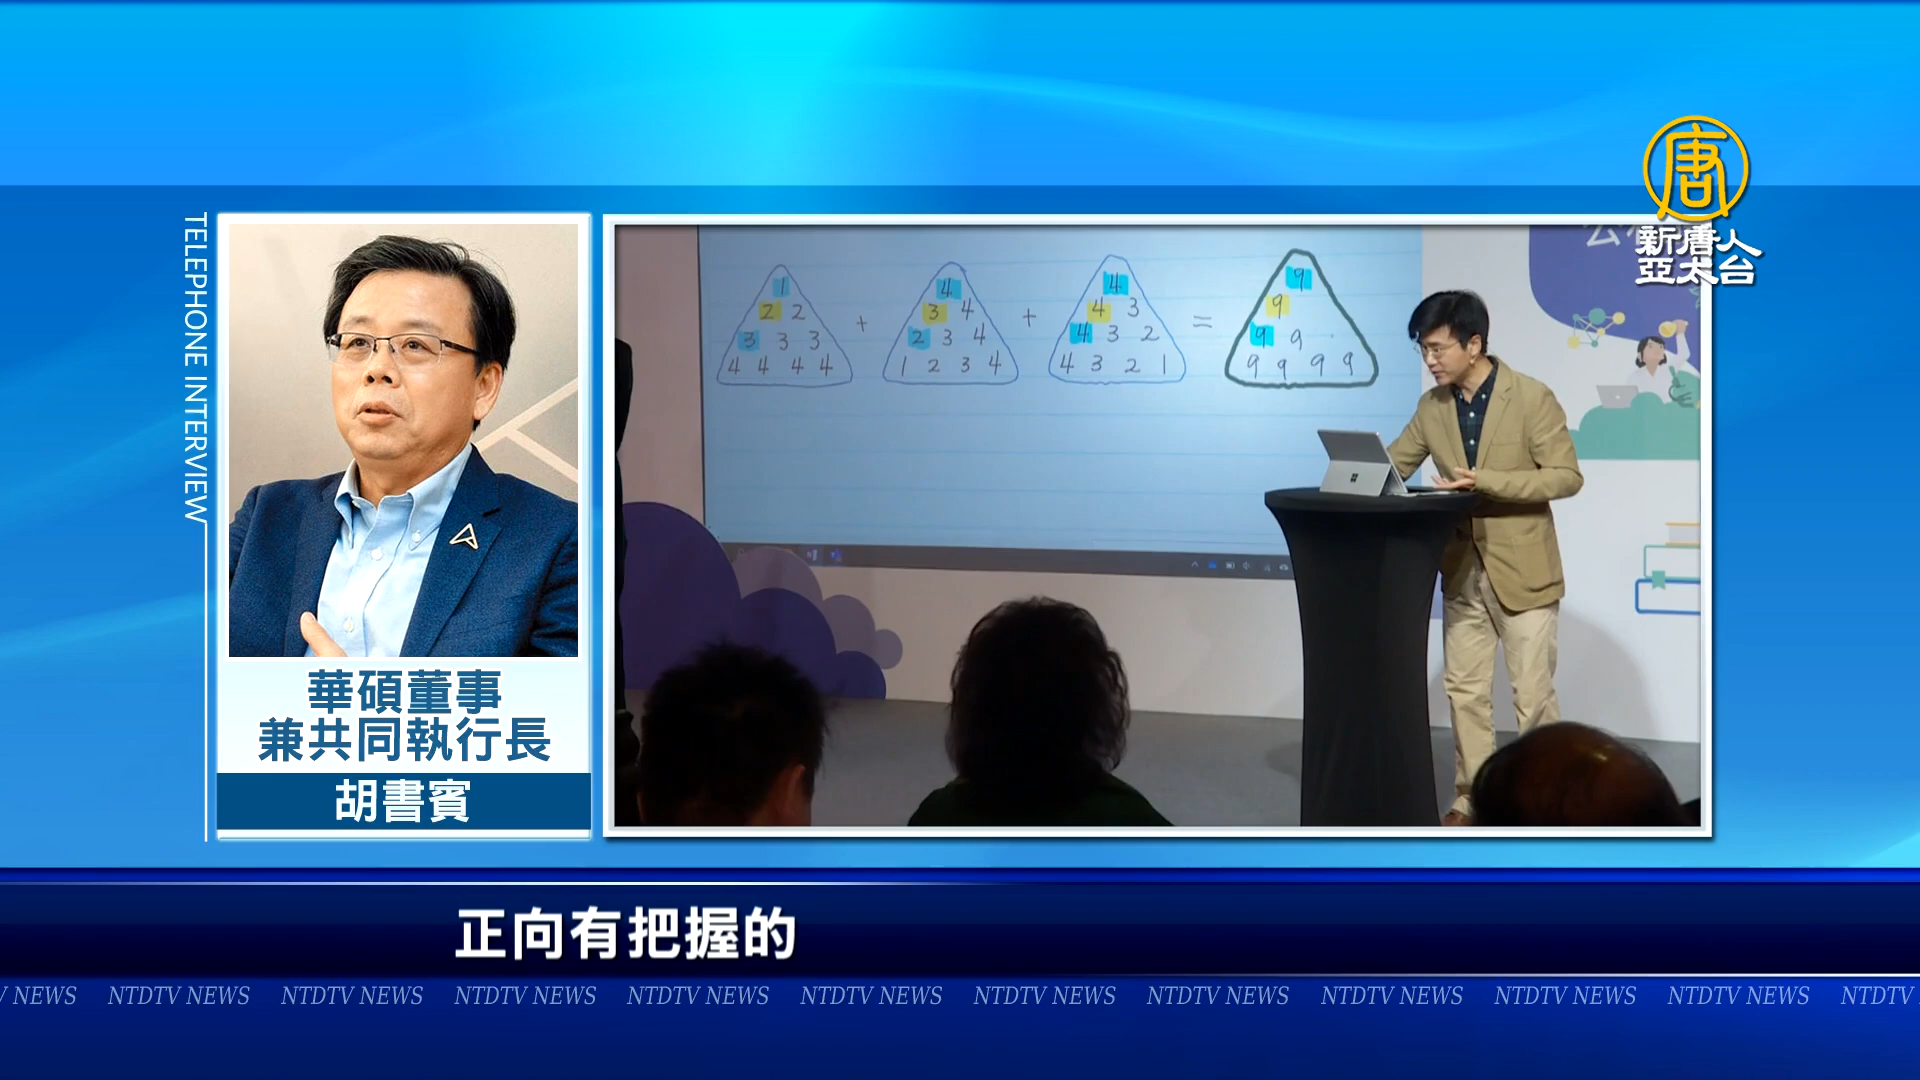 新唐人
亞太台
TELEPHONE INTERVIEW
華碩董事
兼共同執行長
胡書賓
1
2 2
3 3 3
4 4 4 4
+
4
3 4
2 3 4
1 2 3 4
+
4
4 3
4 3 2
4 3 2 1
=
9
9
9 9
9 9 9 9
正向有把握的
NEWS NTDTV NEWS NTDTV NEWS NTDTV NEWS NTDTV NEWS NTDTV NEWS NTDTV NEWS NTDTV NEWS NTDTV NEWS NTDTV NEWS NTDTV NEWS NTDTV